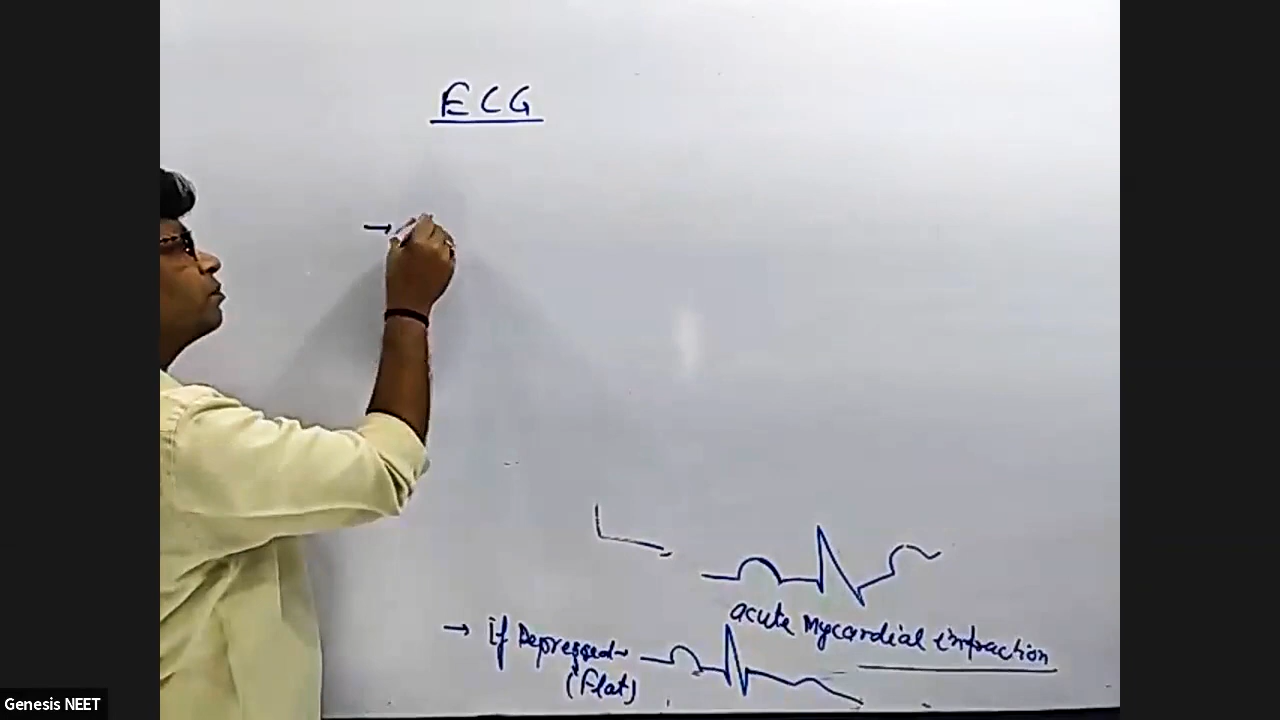 ECG
→
acute Mycardial infraction
→ If Depressed
(Flat)
Genesis NEET